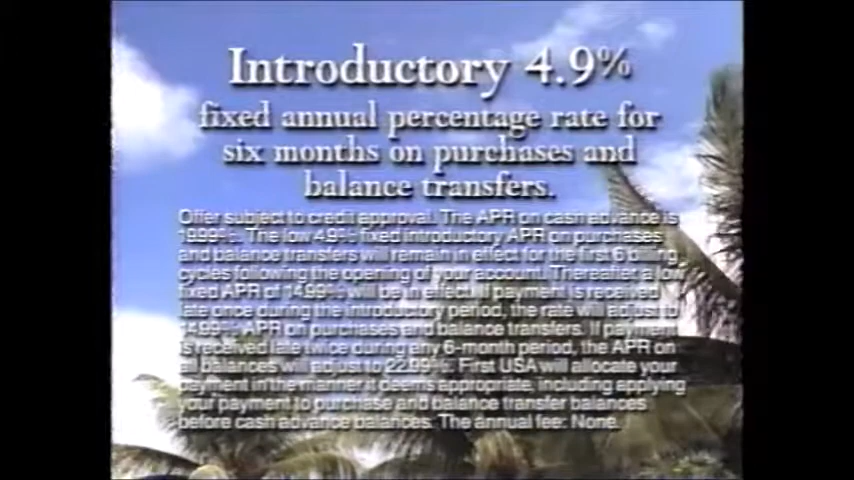 Introductory 4.9%
fixed annual percentage rate for
six months on purchases and
balance transfers.
Offer subject to credit approval. The APR on cash advance is
19.99%. The low 4.9% fixed introductory APR on purchases
and balance transfers will remain in effect for the first 6 billing
cycles following the opening of your account. Thereafter a low
fixed APR of 14.99% will be in effect. If payment is received
late once during the introductory period, the rate will adjust to
14.99% APR on purchases and balance transfers. If payment
is received late twice during any 6-month period, the APR on
all balances will adjust to 22.99%. First USA will allocate your
payment in the manner it deems appropriate, including applying
your payment to purchase and balance transfer balances
before cash advance balances. The annual fee: None.